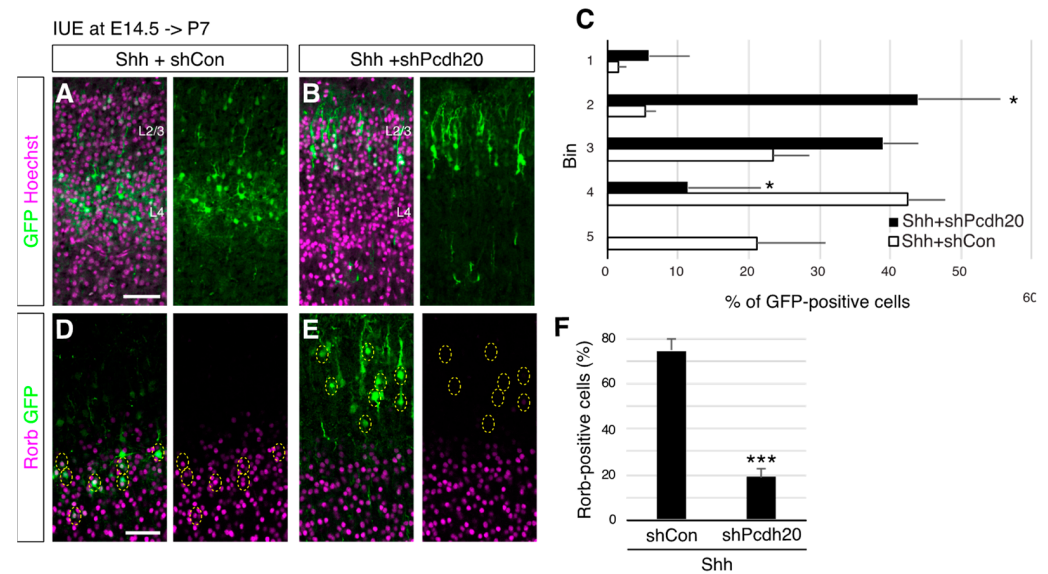 IUE at E14.5 -> P7
Shh + shCon
Shh +shPcdh20
GFP Hoechst
A
L2/3
L4
B
L2/3
L4
Rorb GFP
D
E
C
Bin
1
2
*
3
4
*
5
Shh+shPcdh20
Shh+shCon
0 10 20 30 40 50
60
% of GFP-positive cells
F
Rorb-positive cells (%)
80
60
40
20
0
***
shCon shPcdh20
Shh